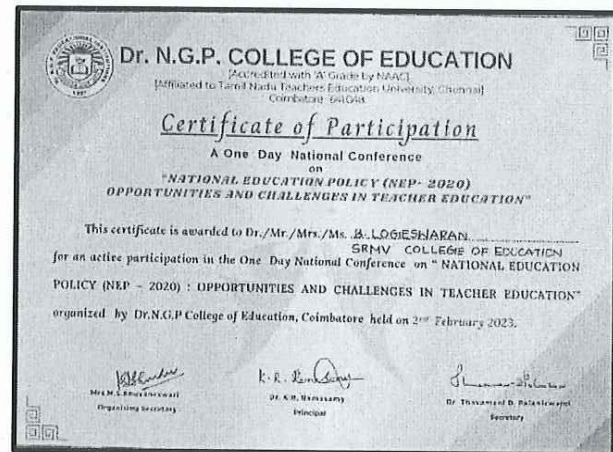 Dr. N.G.P. COLLEGE OF EDUCATION
[Accredited with 'A' Grade by NAAC]
[Affiliated to Tamil Nadu Teachers Education University, Chennai]
Coimbatore
Certificate of Participation
A One Day National Conference
on
"NATIONAL EDUCATION POLICY (NEP- 2020)
OPPORTUNITIES AND CHALLENGES IN TEACHER EDUCATION"
This certificate is awarded to Dr./Mr./Mrs./Ms. B. LOGESHARAN
SRMV COLLEGE OF EDUCATION
for an active participation in the One Day National Conference on " NATIONAL EDUCATION
POLICY (NEP – 2020) : OPPORTUNITIES AND CHALLENGES IN TEACHER EDUCATION"
organized by Dr.N.G.P College of Education, Coimbatore held on 2nd February 2023.
Mrs M.S.
Organising Secretary
Dr. K.R. Ramasamy
Principal
Dr Thavamani D. Palaniswami
Secretary